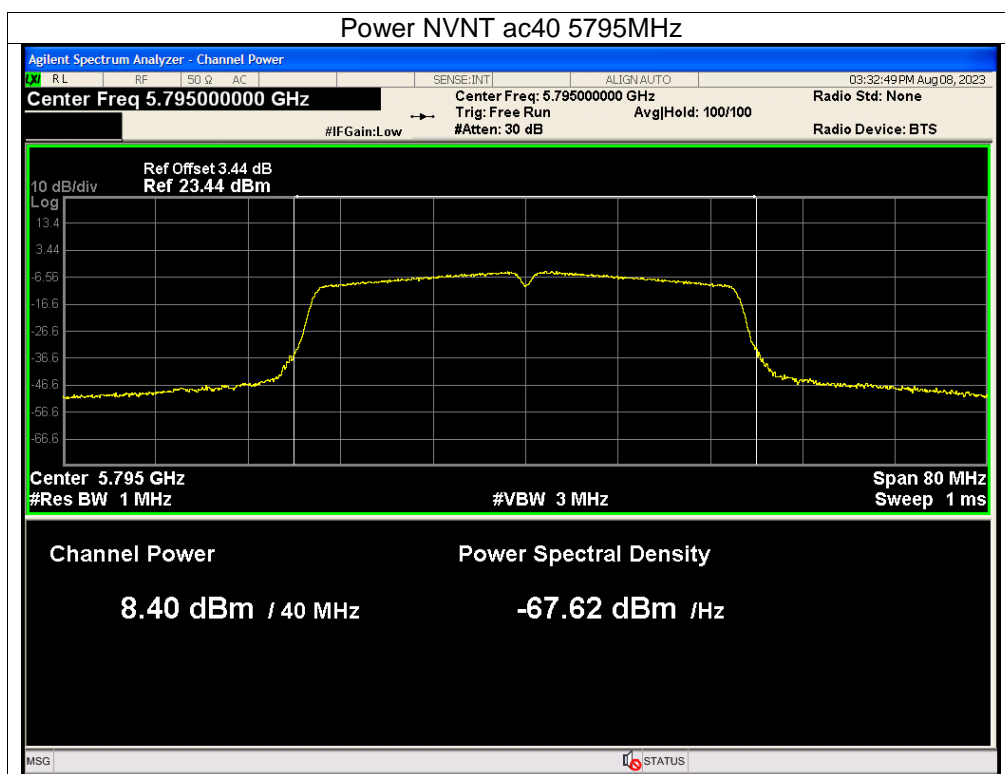 Power NVNT ac40 5795MHz
Agilent Spectrum Analyzer - Channel Power
LXI RL RF 50 Ω AC SENSE:INT ALIGN AUTO 03:32:49 PM Aug 08, 2023
Center Freq 5.795000000 GHz Center Freq: 5.795000000 GHz Radio Std: None
Trig: Free Run Avg|Hold: 100/100
#IFGain:Low #Atten: 30 dB Radio Device: BTS
Ref Offset 3.44 dB
10 dB/div Ref 23.44 dBm
Log
13.4
3.44
-6.56
-16.6
-26.6
-36.6
-46.6
-56.6
-66.6
Center 5.795 GHz Span 80 MHz
#Res BW 1 MHz #VBW 3 MHz Sweep 1 ms
Channel Power Power Spectral Density
8.40 dBm / 40 MHz -67.62 dBm /Hz
MSG STATUS